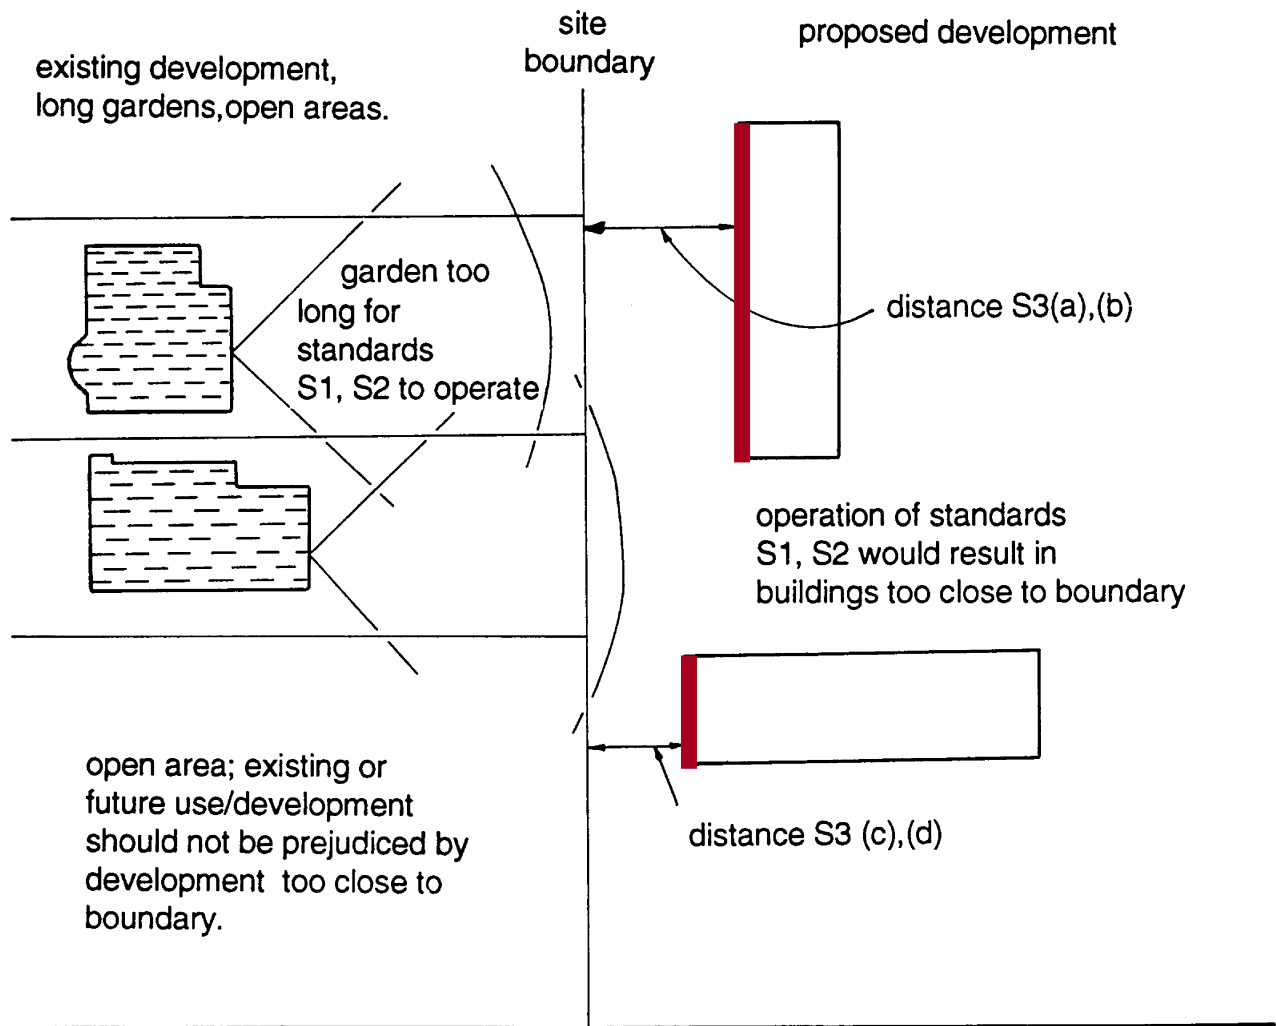 site
boundary
proposed development
existing development,
long gardens,open areas.
garden too
long for
standards
S1, S2 to operate
distance S3(a),(b)
operation of standards
S1, S2 would result in
buildings too close to boundary
open area; existing or
future use/development
should not be prejudiced by
development too close to
boundary.
distance S3 (c),(d)